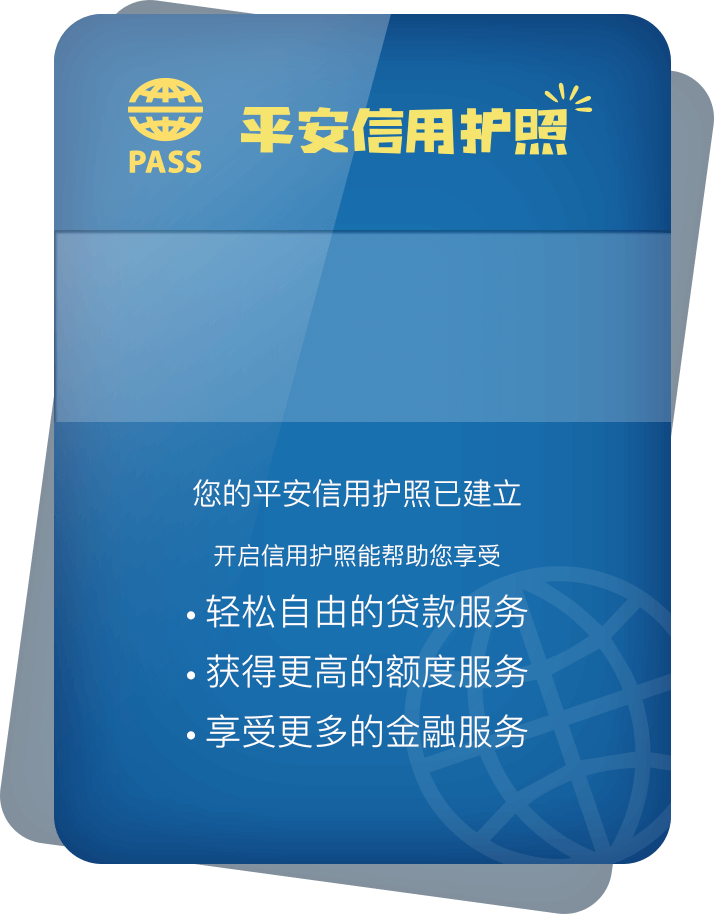 PASS
平安信用护照
您的平安信用护照已建立
开启信用护照能帮助您享受
• 轻松自由的贷款服务
• 获得更高的额度服务
• 享受更多的金融服务